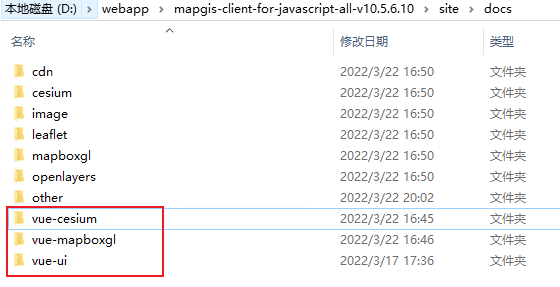 本地磁盘 (D:) > webapp > mapgis-client-for-javascript-all-v10.5.6.10 > site > docs
名称 修改日期 类型
cdn 2022/3/22 16:50 文件夹
cesium 2022/3/22 16:50 文件夹
image 2022/3/22 16:50 文件夹
leaflet 2022/3/22 16:50 文件夹
mapboxgl 2022/3/22 16:50 文件夹
openlayers 2022/3/22 16:50 文件夹
other 2022/3/22 20:02 文件夹
vue-cesium 2022/3/22 16:45 文件夹
vue-mapboxgl 2022/3/22 16:46 文件夹
vue-ui 2022/3/17 17:36 文件夹